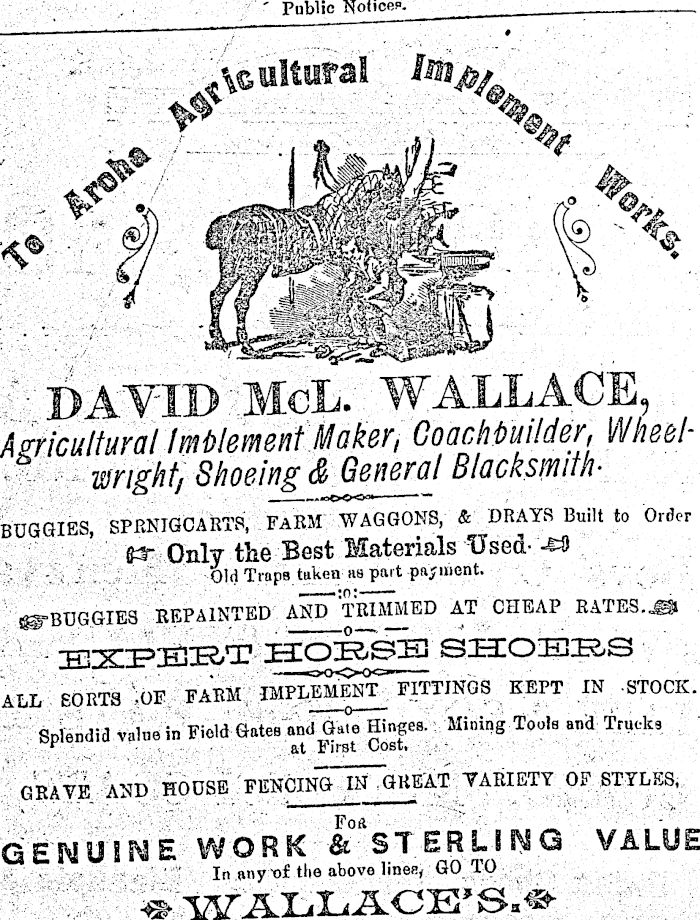 Public Notices.
To Aroha Agricultural Implement Works.
DAVID McL. WALLACE,
Agricultural Implement Maker, Coachbuilder, Wheel-
wright, Shoeing & General Blacksmith.
BUGGIES, SPRNIGCARTS, FARM WAGGONS, & DRAYS Built to Order
Only the Best Materials Used.
Old Traps taken as part payment.
:o:
BUGGIES REPAINTED AND TRIMMED AT CHEAP RATES.
o
EXPERT HORSE SHOERS
ALL SORTS OF FARM IMPLEMENT FITTINGS KEPT IN STOCK.
o
Splendid value in Field Gates and Gate Hinges. Mining Tools and Trucks
at First Cost.
GRAVE AND HOUSE FENCING IN GREAT VARIETY OF STYLES,
FOR
GENUINE WORK & STERLING VALUE
In any of the above lines, GO TO
WALLACE'S.